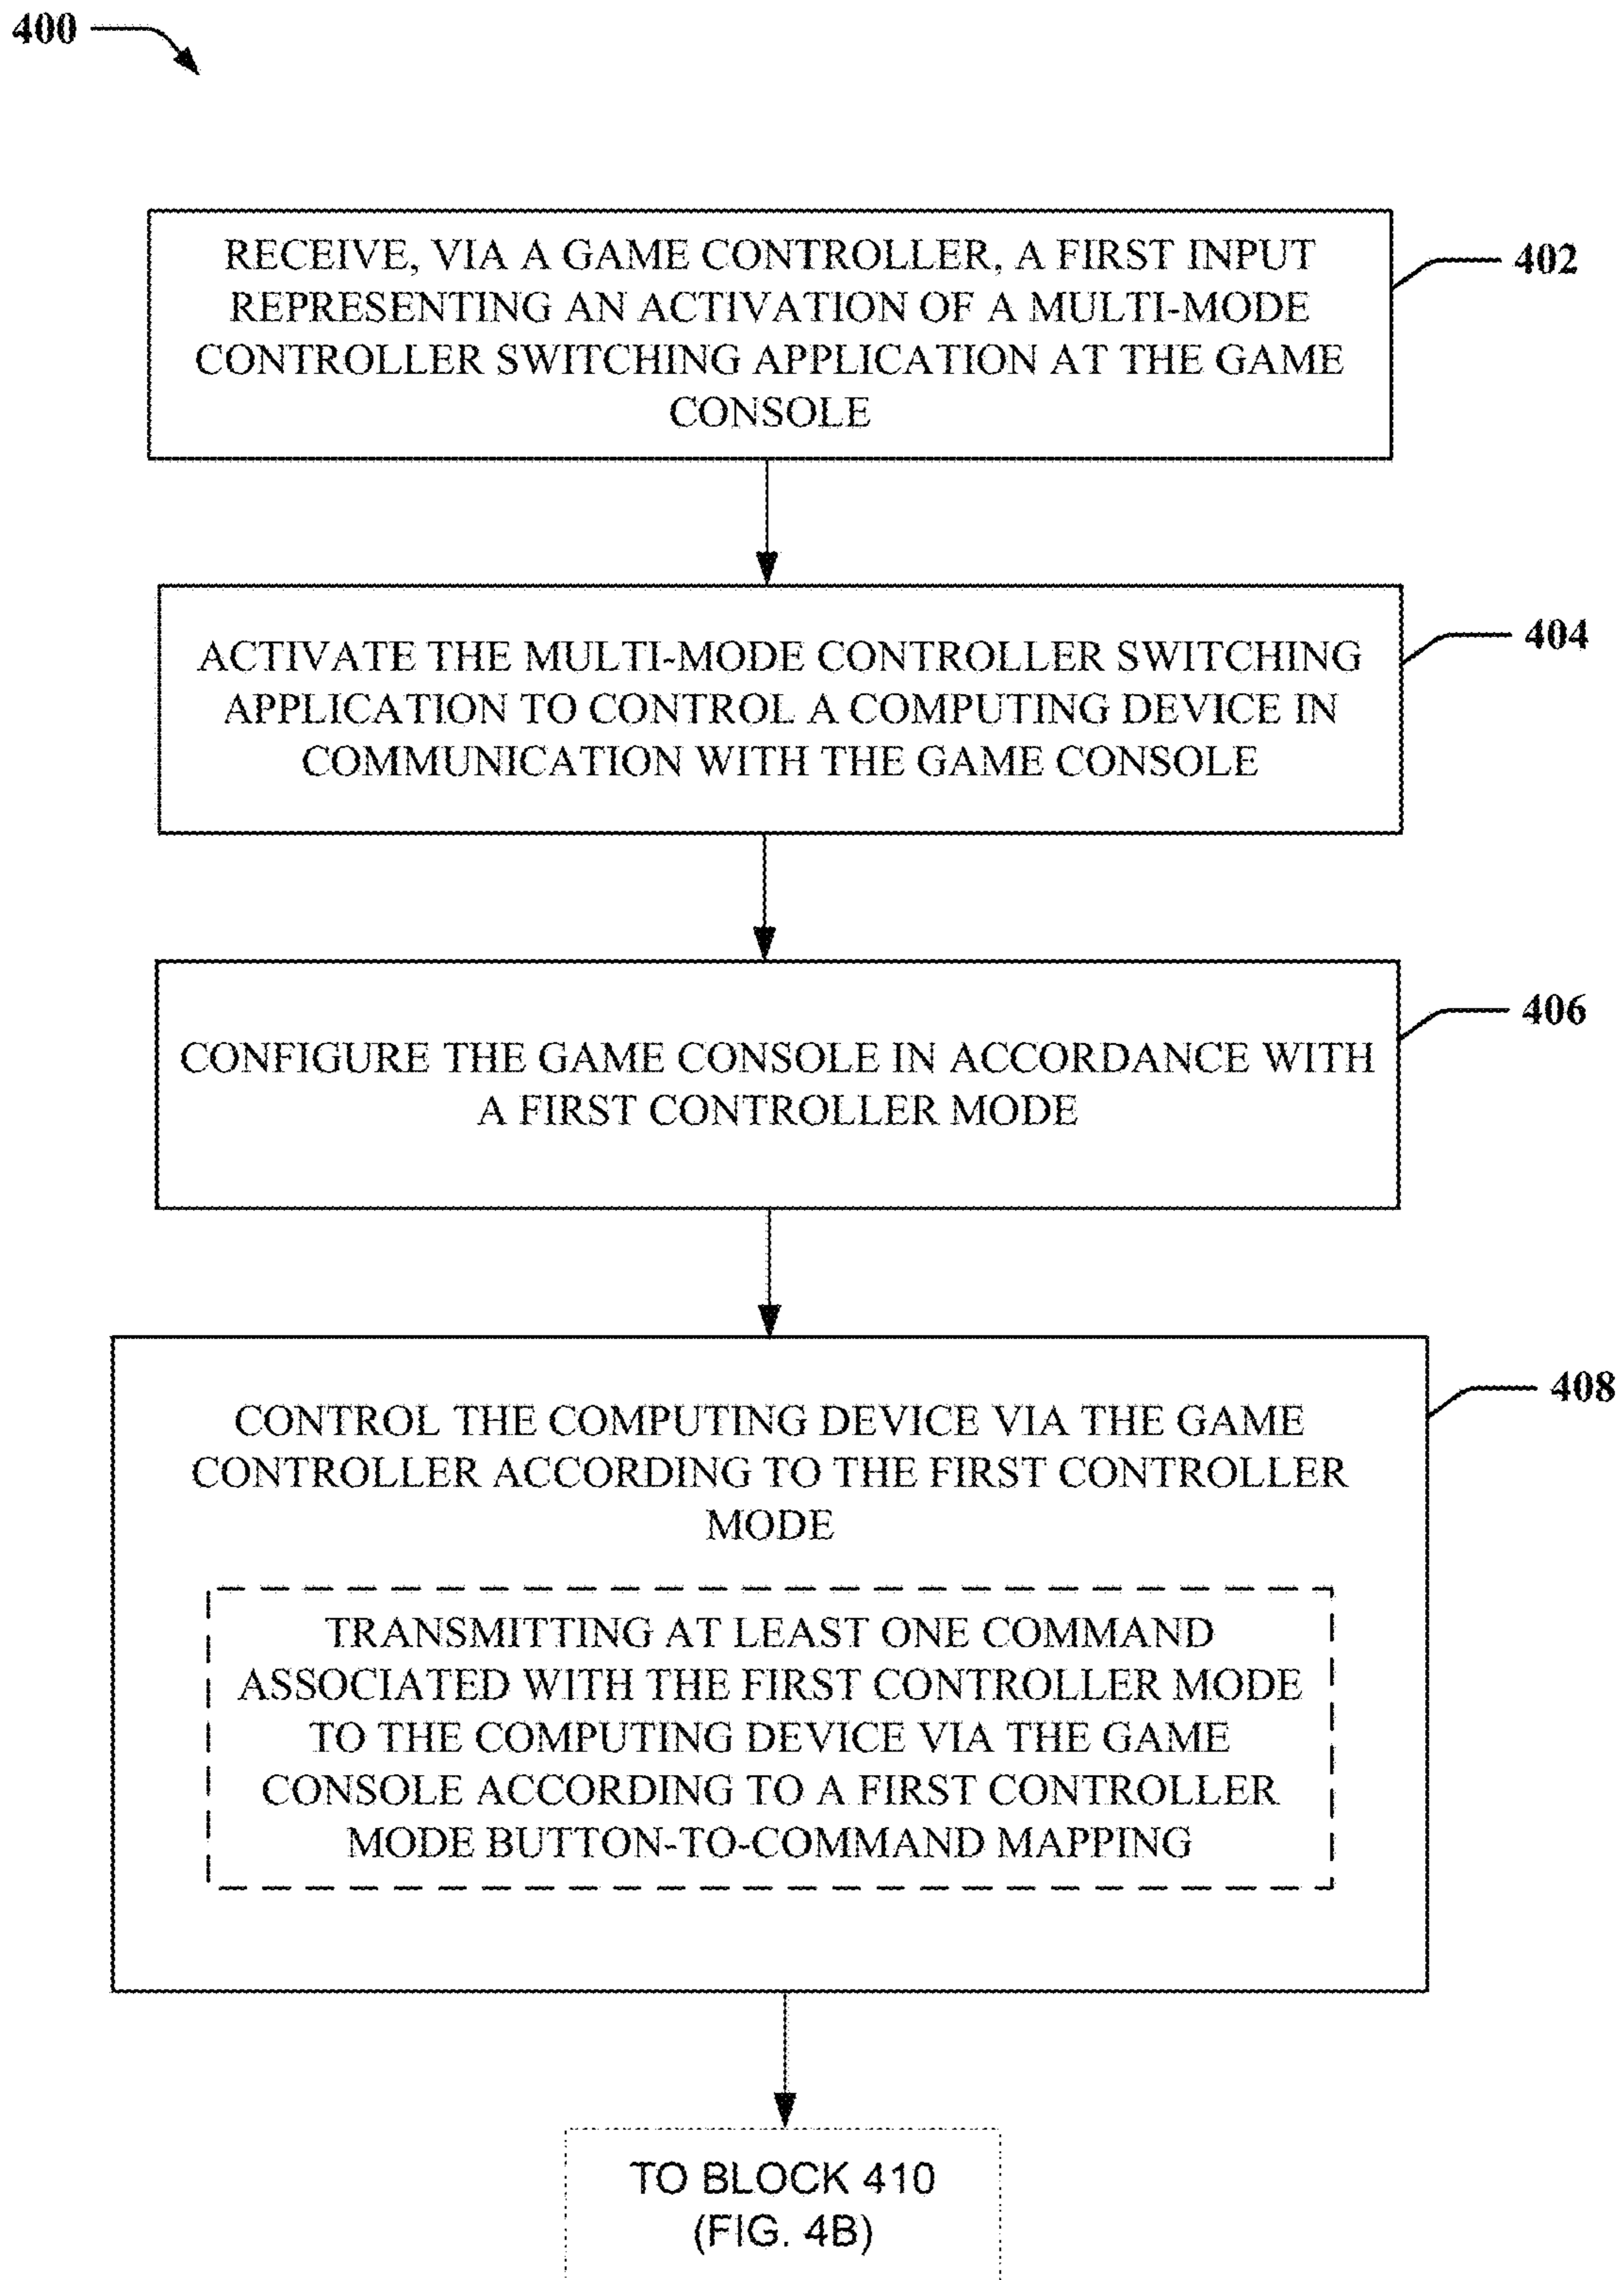 400
RECEIVE, VIA A GAME CONTROLLER, A FIRST INPUT
REPRESENTING AN ACTIVATION OF A MULTI-MODE
CONTROLLER SWITCHING APPLICATION AT THE GAME
CONSOLE
402
ACTIVATE THE MULTI-MODE CONTROLLER SWITCHING
APPLICATION TO CONTROL A COMPUTING DEVICE IN
COMMUNICATION WITH THE GAME CONSOLE
404
CONFIGURE THE GAME CONSOLE IN ACCORDANCE WITH
A FIRST CONTROLLER MODE
406
CONTROL THE COMPUTING DEVICE VIA THE GAME
CONTROLLER ACCORDING TO THE FIRST CONTROLLER
MODE
408
TRANSMITTING AT LEAST ONE COMMAND
ASSOCIATED WITH THE FIRST CONTROLLER MODE
TO THE COMPUTING DEVICE VIA THE GAME
CONSOLE ACCORDING TO A FIRST CONTROLLER
MODE BUTTON-TO-COMMAND MAPPING
TO BLOCK 410
(FIG. 4B)